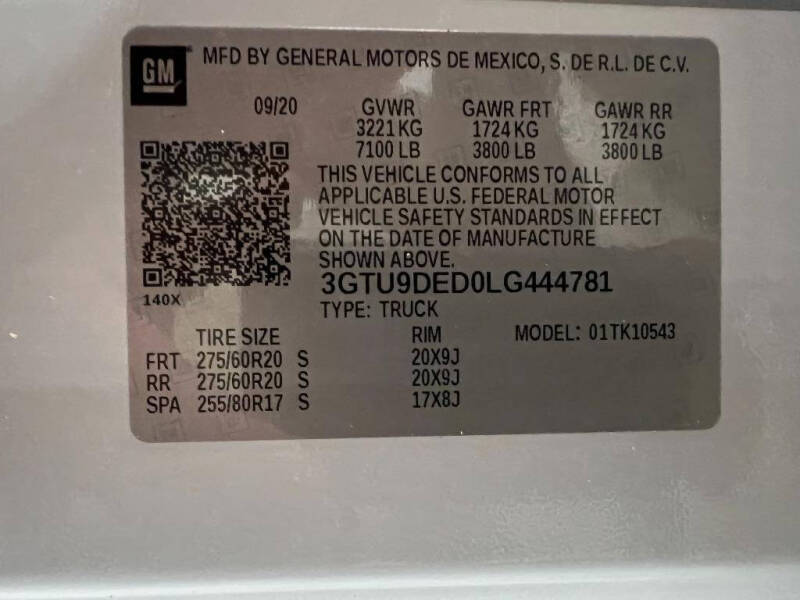 GM MFD BY GENERAL MOTORS DE MEXICO, S. DE R.L. DE C.V.
09/20 GVWR GAWR FRT GAWR RR
3221 KG 1724 KG 1724 KG
7100 LB 3800 LB 3800 LB
THIS VEHICLE CONFORMS TO ALL
APPLICABLE U.S. FEDERAL MOTOR
VEHICLE SAFETY STANDARDS IN EFFECT
ON THE DATE OF MANUFACTURE
SHOWN ABOVE.
3GTU9DED0LG444781
140X
TYPE: TRUCK
TIRE SIZE RIM MODEL: 01TK10543
FRT 275/60R20 S 20X9J
RR 275/60R20 S 20X9J
SPA 255/80R17 S 17X8J